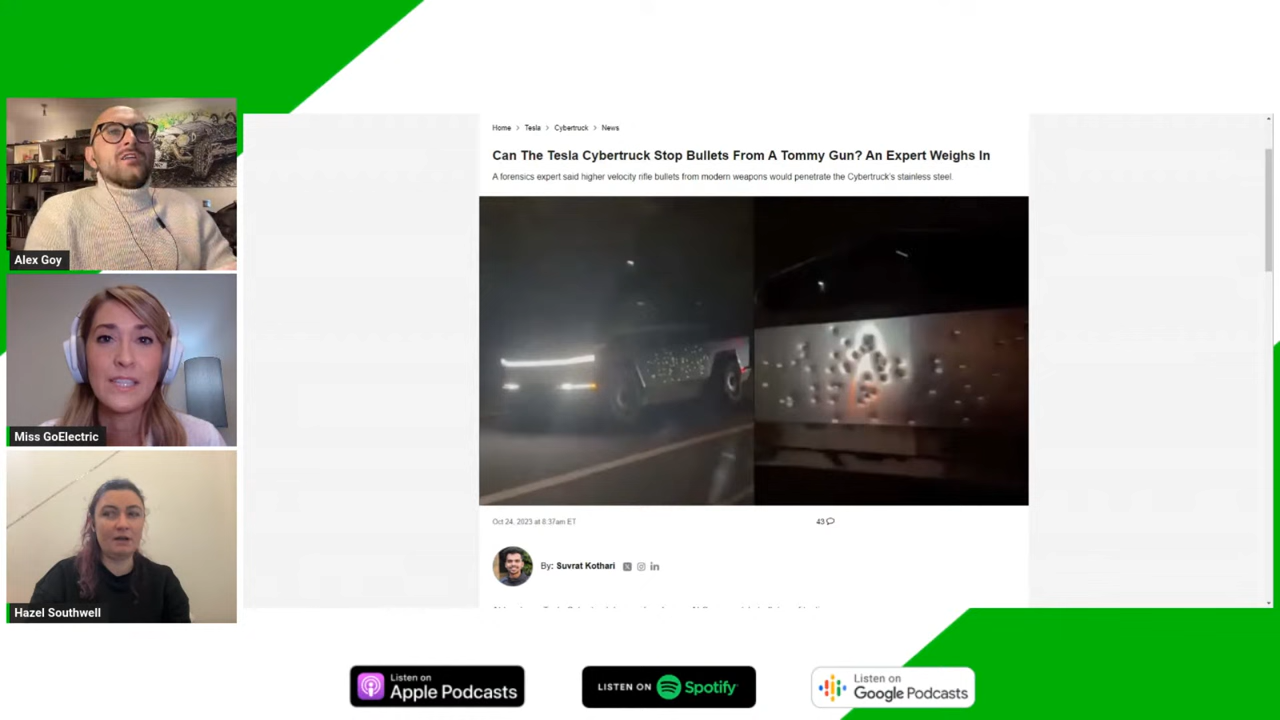 Alex Goy
Miss GoElectric
Hazel Southwell
Home > Tesla > Cybertruck > News
Can The Tesla Cybertruck Stop Bullets From A Tommy Gun? An Expert Weighs In
A forensics expert said higher velocity rifle bullets from modern weapons would penetrate the Cybertruck's stainless steel.
Oct 24, 2023 at 8:37am ET
43
By: Suvrat Kothari
Listen on
Apple Podcasts
LISTEN ON Spotify
Listen on
Google Podcasts